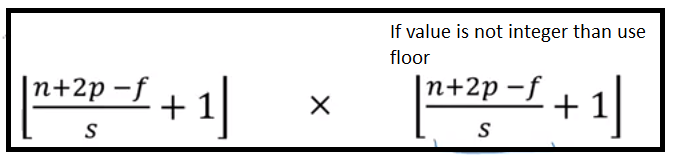 If value is not integer than use
floor
⌊(n+2p −f)/s + 1⌋ × ⌊(n+2p −f)/s + 1⌋